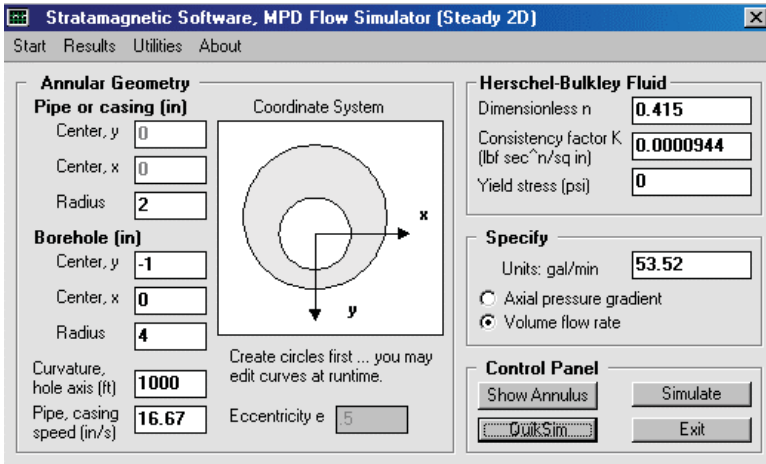 Stratamagnetic Software, MPD Flow Simulator (Steady 2D)
Start Results Utilities About
Annular Geometry
Pipe or casing (in)
Center, y 0
Center, x 0
Radius 2
Borehole (in)
Center, y -1
Center, x 0
Radius 4
Curvature,
hole axis (ft) 1000
Pipe, casing
speed (in/s) 16.67
Coordinate System
x
y
Create circles first ... you may
edit curves at runtime.
Eccentricity e .5
Herschel-Bulkley Fluid
Dimensionless n 0.415
Consistency factor K
(lbf sec^n/sq in) 0.0000944
Yield stress (psi) 0
Specify
Units: gal/min 53.52
Axial pressure gradient
Volume flow rate
Control Panel
Show Annulus Simulate
QuikSim Exit